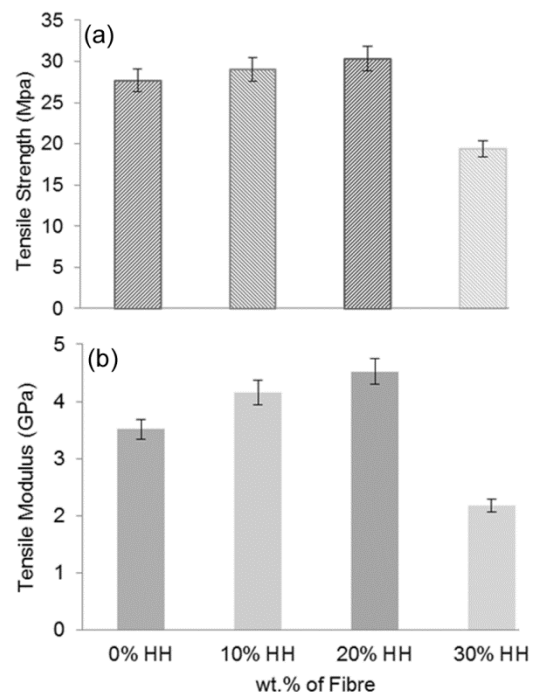 (a)
Tensile Strength (Mpa)
35
30
25
20
15
10
5
0
(b)
Tensile Modulus (GPa)
5
4
3
2
1
0
0% HH 10% HH 20% HH 30% HH
wt.% of Fibre